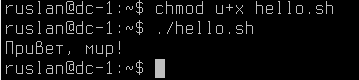 ruslan@dc-1:~$ chmod u+x hello.sh
ruslan@dc-1:~$ ./hello.sh
Привет, мир!
ruslan@dc-1:~$